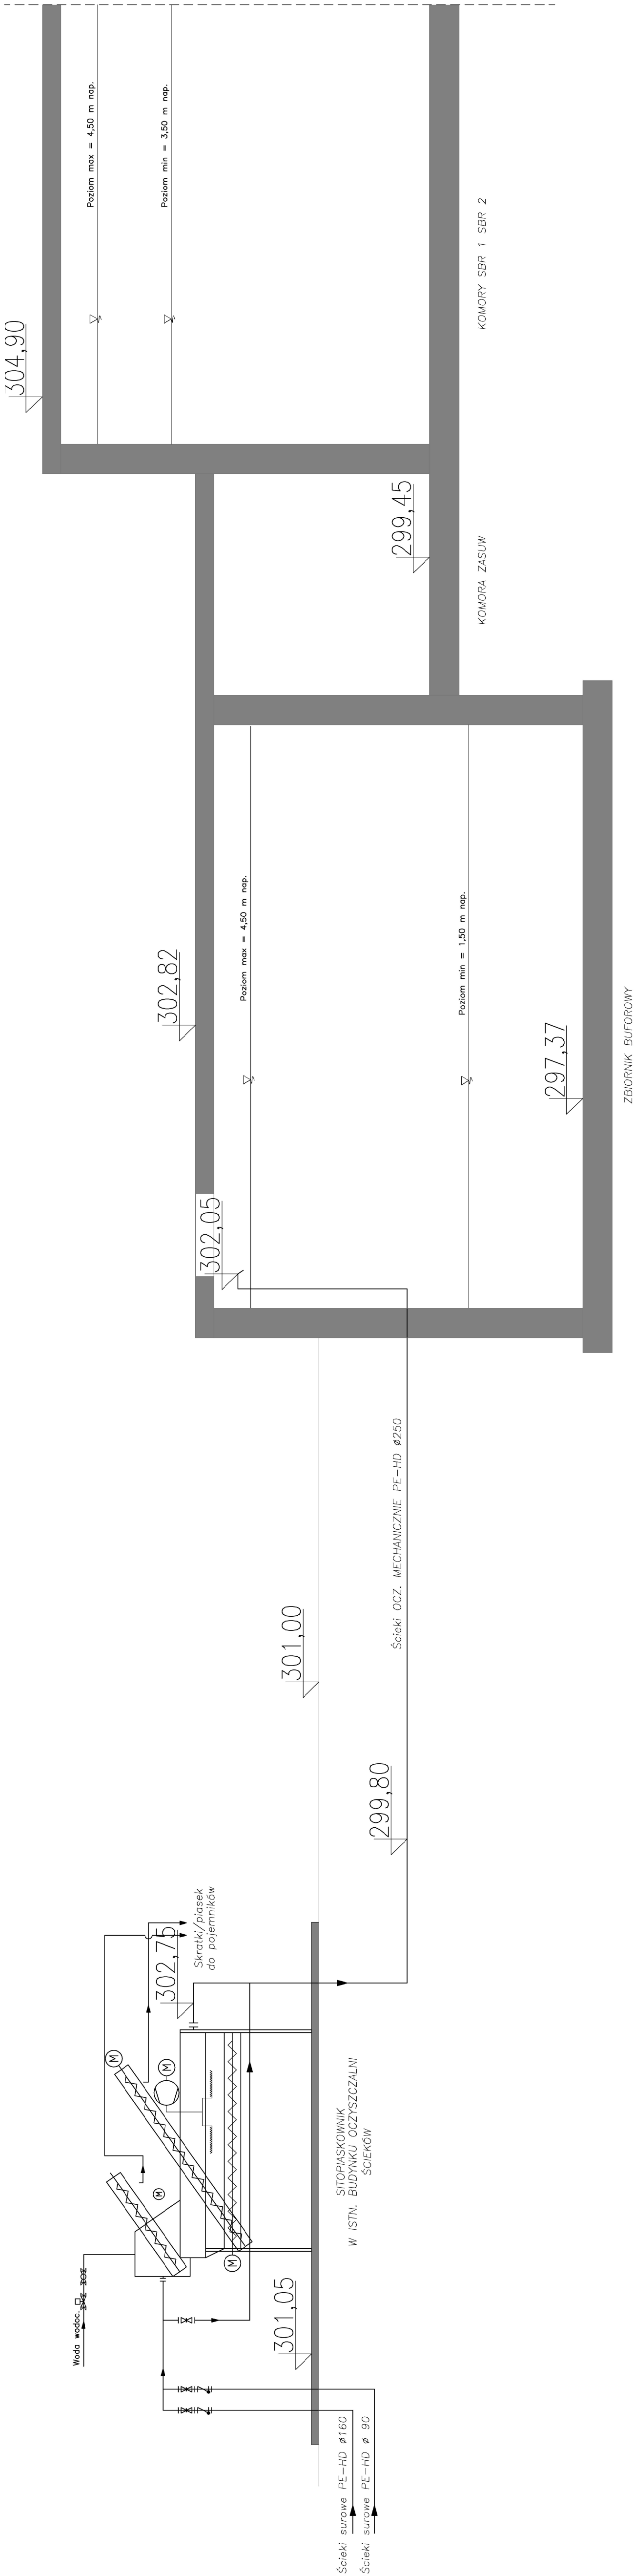 Ścieki surowe PE-HD ø160
Ścieki surowe PE-HD ø 90
Woda wodoc.
301,05
SITOPIASKOWNIK
W ISTN. BUDYNKU OCZYSZCZALNI
ŚCIEKÓW
M
M
M
M
302,75
Skratki/piasek
do pojemników
299,80
301,00
Ścieki OCZ. MECHANICZNIE PE-HD ø250
302,05
302,82
Poziom max = 4,50 m nap.
Poziom min = 1,50 m nap.
297,37
ZBIORNIK BUFOROWY
299,45
KOMORA ZASUW
304,90
Poziom max = 4,50 m nap.
Poziom min = 3,50 m nap.
KOMORY SBR 1 SBR 2